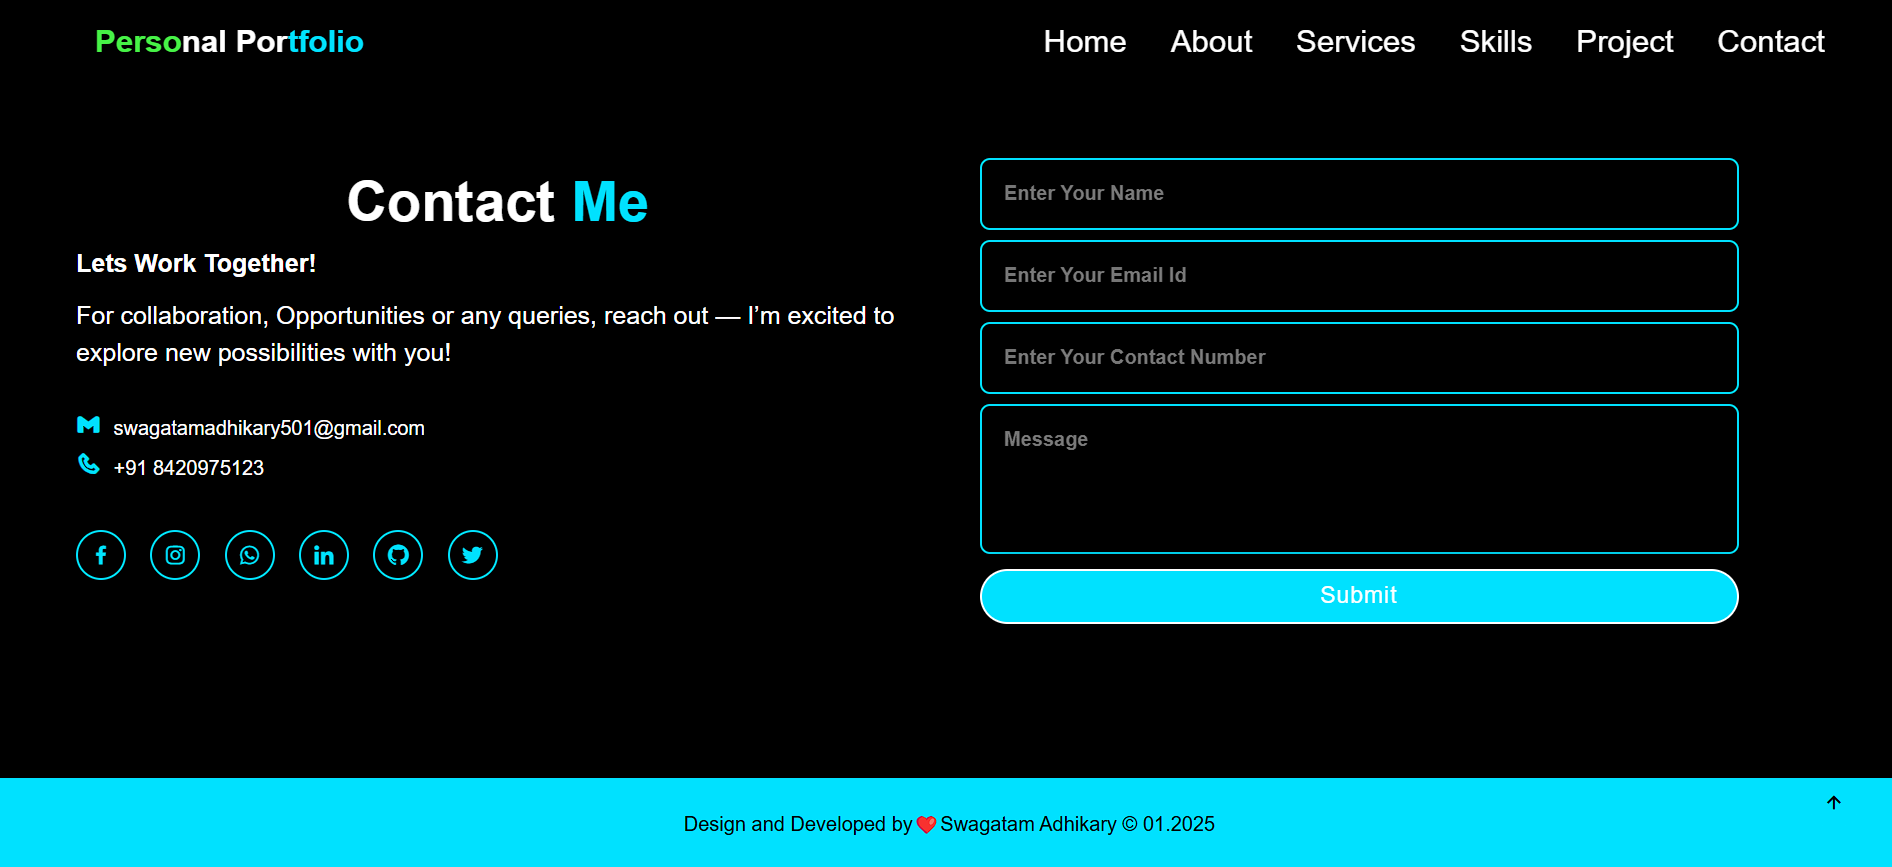 Personal Portfolio
Home About Services Skills Project Contact
Contact Me
Lets Work Together!
For collaboration, Opportunities or any queries, reach out — I’m excited to
explore new possibilities with you!
swagatamadhikary501@gmail.com
+91 8420975123
Enter Your Name
Enter Your Email Id
Enter Your Contact Number
Message
Submit
Design and Developed by❤️Swagatam Adhikary © 01.2025